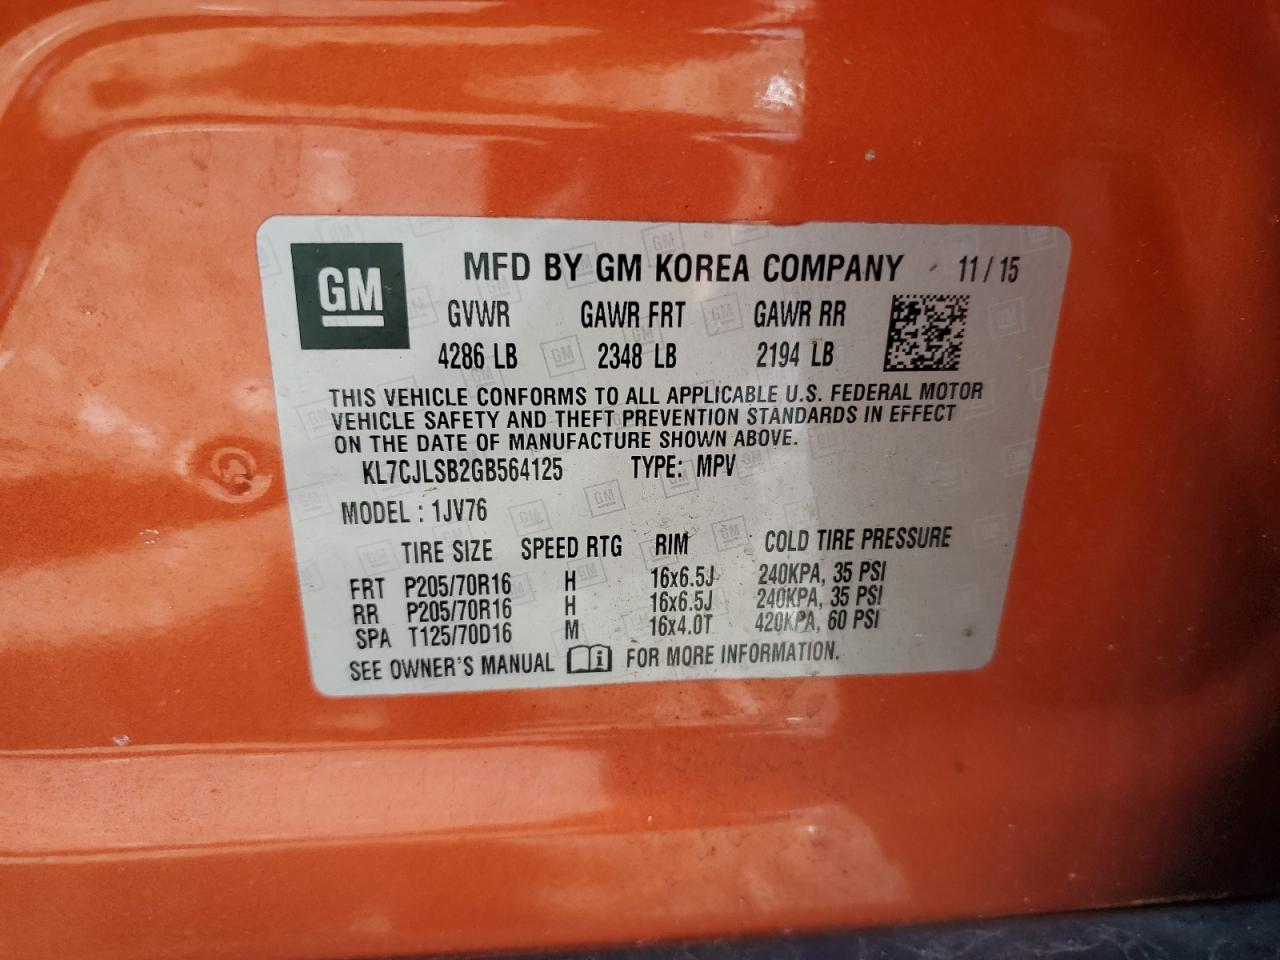 GM MFD BY GM KOREA COMPANY 11/15
GVWR GAWR FRT GAWR RR
4286 LB 2348 LB 2194 LB
THIS VEHICLE CONFORMS TO ALL APPLICABLE U.S. FEDERAL MOTOR
VEHICLE SAFETY AND THEFT PREVENTION STANDARDS IN EFFECT
ON THE DATE OF MANUFACTURE SHOWN ABOVE.
KL7CJLSB2GB564125 TYPE: MPV
MODEL : 1JV76
TIRE SIZE SPEED RTG RIM COLD TIRE PRESSURE
FRT P205/70R16 H 16x6.5J 240KPA, 35 PSI
RR P205/70R16 H 16x6.5J 240KPA, 35 PSI
SPA T125/70D16 M 16x4.0T 420KPA, 60 PSI
SEE OWNER'S MANUAL FOR MORE INFORMATION.